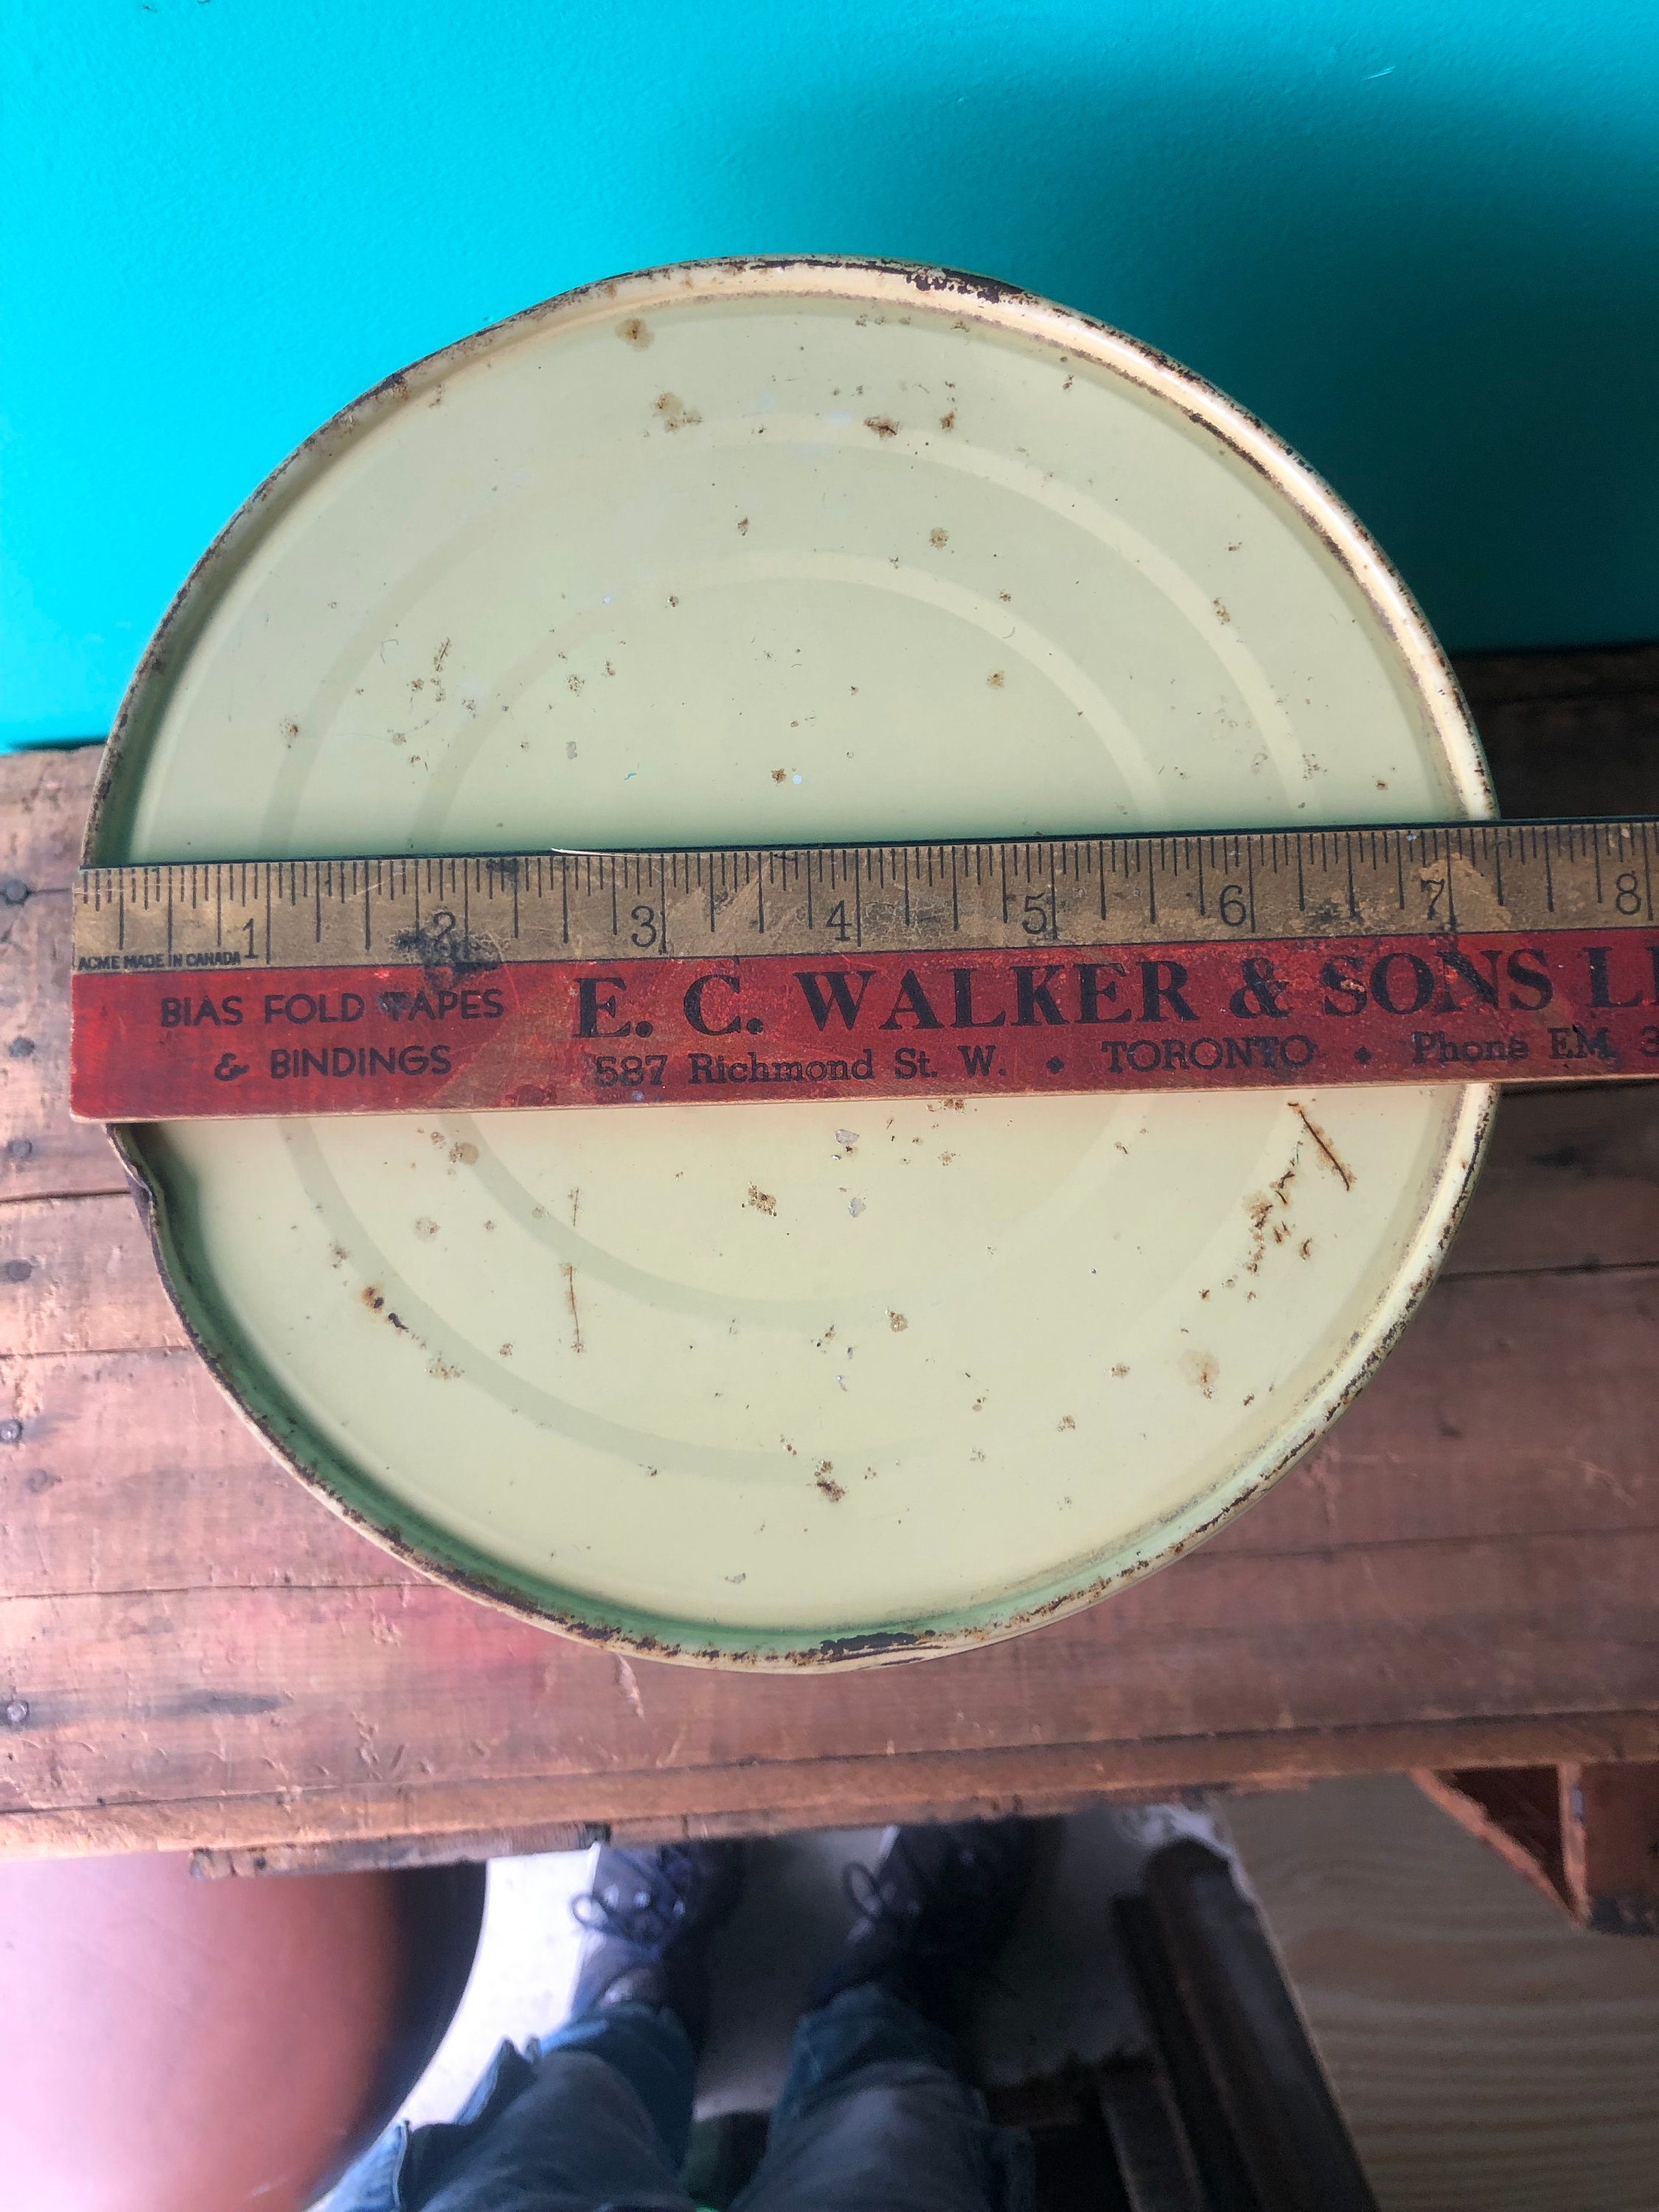 1 2 3 4 5 6 7 8
ACME MADE IN CANADA
BIAS FOLD TAPES
& BINDINGS
E. C. WALKER & SONS
587 Richmond St. W. • TORONTO • Phone EM. 3